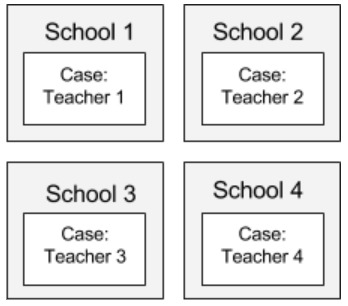 School 1
Case:
Teacher 1
School 2
Case:
Teacher 2
School 3
Case:
Teacher 3
School 4
Case:
Teacher 4